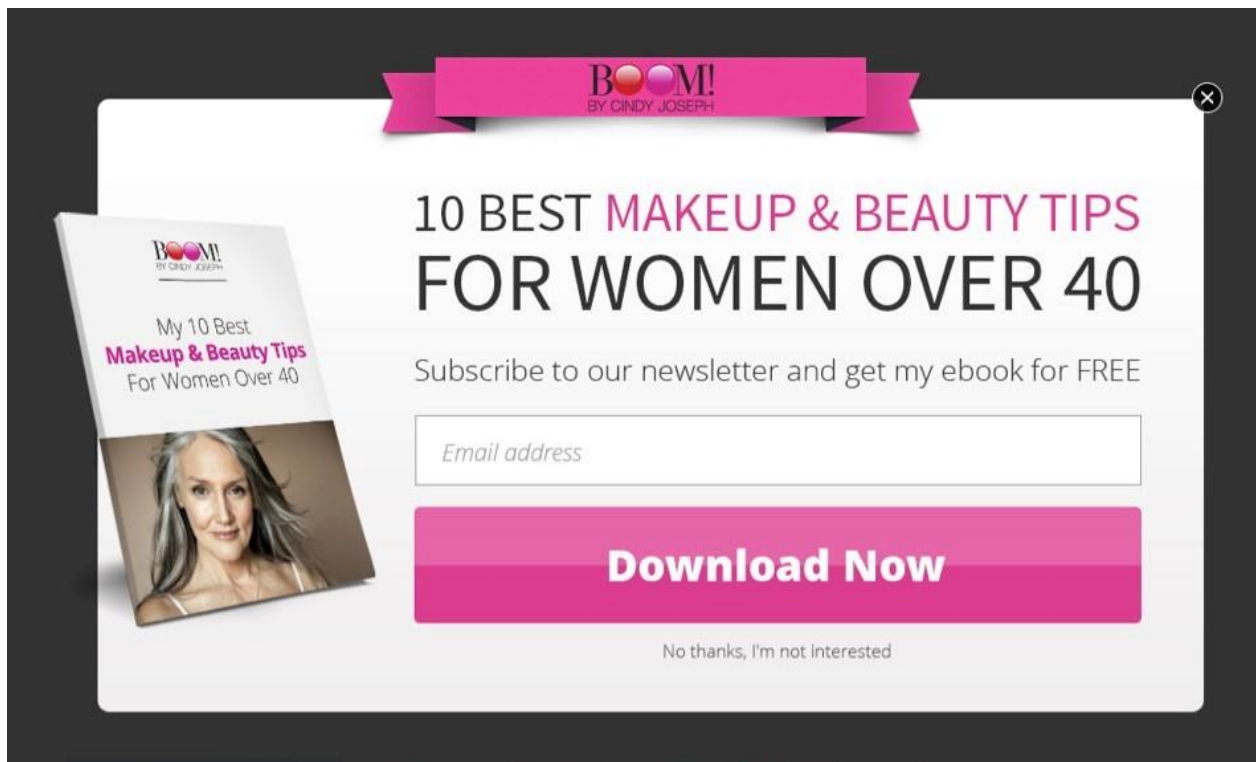 BOOM!
BY CINDY JOSEPH
10 BEST MAKEUP & BEAUTY TIPS
FOR WOMEN OVER 40
BOOM!
BY CINDY JOSEPH
My 10 Best
Makeup & Beauty Tips
For Women Over 40
Subscribe to our newsletter and get my ebook for FREE
Email address
Download Now
No thanks, I'm not interested